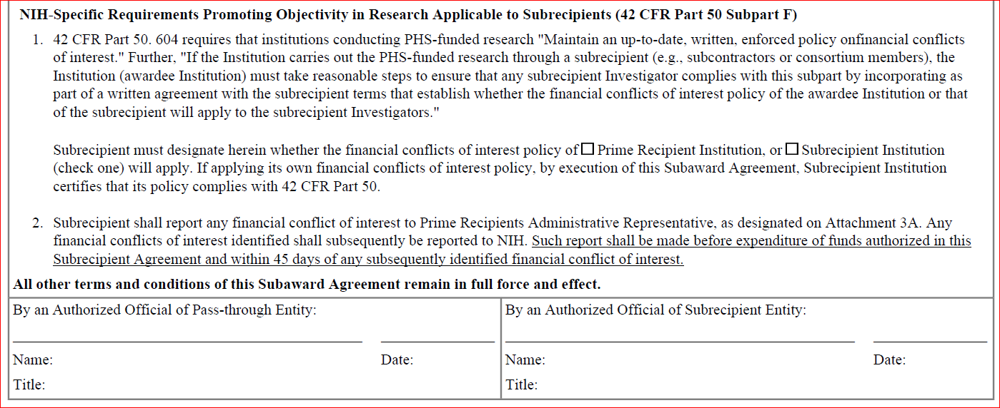 NIH-Specific Requirements Promoting Objectivity in Research Applicable to Subrecipients (42 CFR Part 50 Subpart F)
1. 42 CFR Part 50. 604 requires that institutions conducting PHS-funded research "Maintain an up-to-date, written, enforced policy onfinancial conflicts
of interest." Further, "If the Institution carries out the PHS-funded research through a subrecipient (e.g., subcontractors or consortium members), the
Institution (awardee Institution) must take reasonable steps to ensure that any subrecipient Investigator complies with this subpart by incorporating as
part of a written agreement with the subrecipient terms that establish whether the financial conflicts of interest policy of the awardee Institution or that
of the subrecipient will apply to the subrecipient Investigators."
Subrecipient must designate herein whether the financial conflicts of interest policy of ☐ Prime Recipient Institution, or ☐ Subrecipient Institution
(check one) will apply. If applying its own financial conflicts of interest policy, by execution of this Subaward Agreement, Subrecipient Institution
certifies that its policy complies with 42 CFR Part 50.
2. Subrecipient shall report any financial conflict of interest to Prime Recipients Administrative Representative, as designated on Attachment 3A. Any
financial conflicts of interest identified shall subsequently be reported to NIH. Such report shall be made before expenditure of funds authorized in this
Subrecipient Agreement and within 45 days of any subsequently identified financial conflict of interest.
All other terms and conditions of this Subaward Agreement remain in full force and effect.
By an Authorized Official of Pass-through Entity:
Name:
Date:
Title:
By an Authorized Official of Subrecipient Entity:
Name:
Date:
Title: